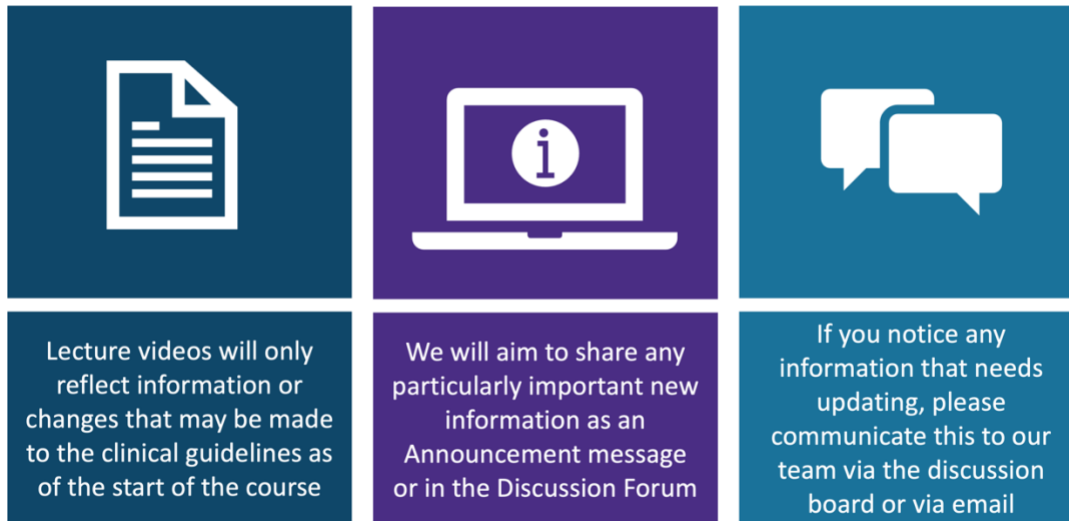 i
Lecture videos will only
reflect information or
changes that may be made
to the clinical guidelines as
of the start of the course
We will aim to share any
particularly important new
information as an
Announcement message
or in the Discussion Forum
If you notice any
information that needs
updating, please
communicate this to our
team via the discussion
board or via email